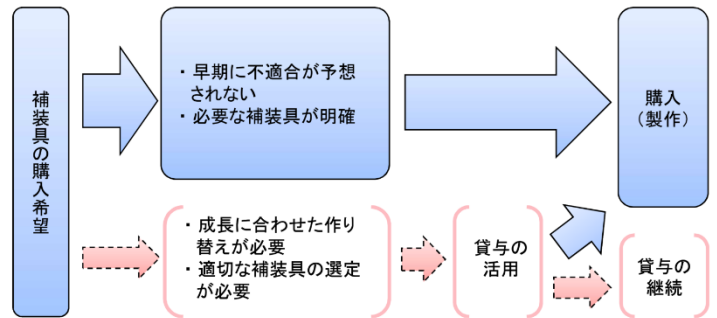 補装具の購入希望
・早期に不適合が予想
されない
・必要な補装具が明確
購入
（製作）
・成長に合わせた作り
替えが必要
・適切な補装具の選定
が必要
貸与の
活用
貸与の
継続